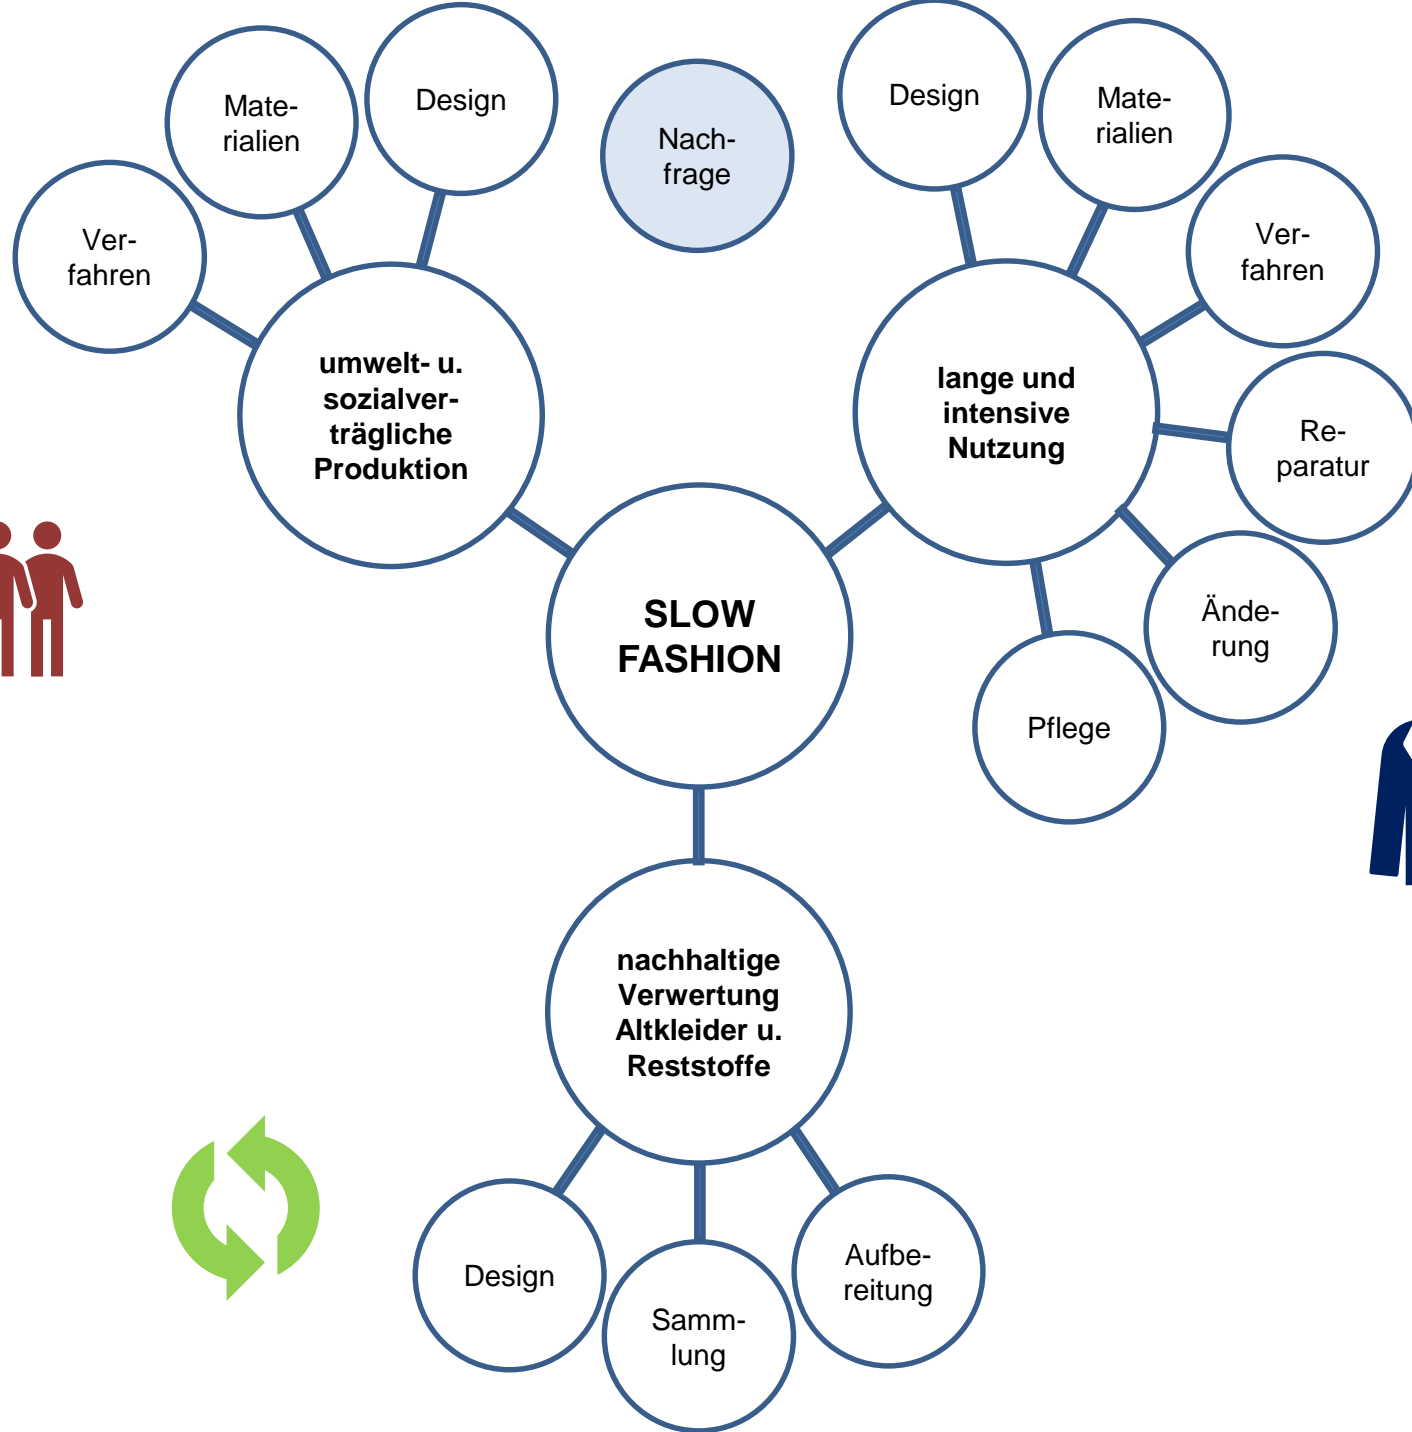 Mate-
rialien
Design
Ver-
fahren
umwelt- u.
sozialver-
trägliche
Produktion
Nach-
frage
Design
Mate-
rialien
Ver-
fahren
Re-
paratur
Ände-
rung
Pflege
lange und
intensive
Nutzung
SLOW
FASHION
nachhaltige
Verwertung
Altkleider u.
Reststoffe
Design
Samm-
lung
Aufbe-
reitung